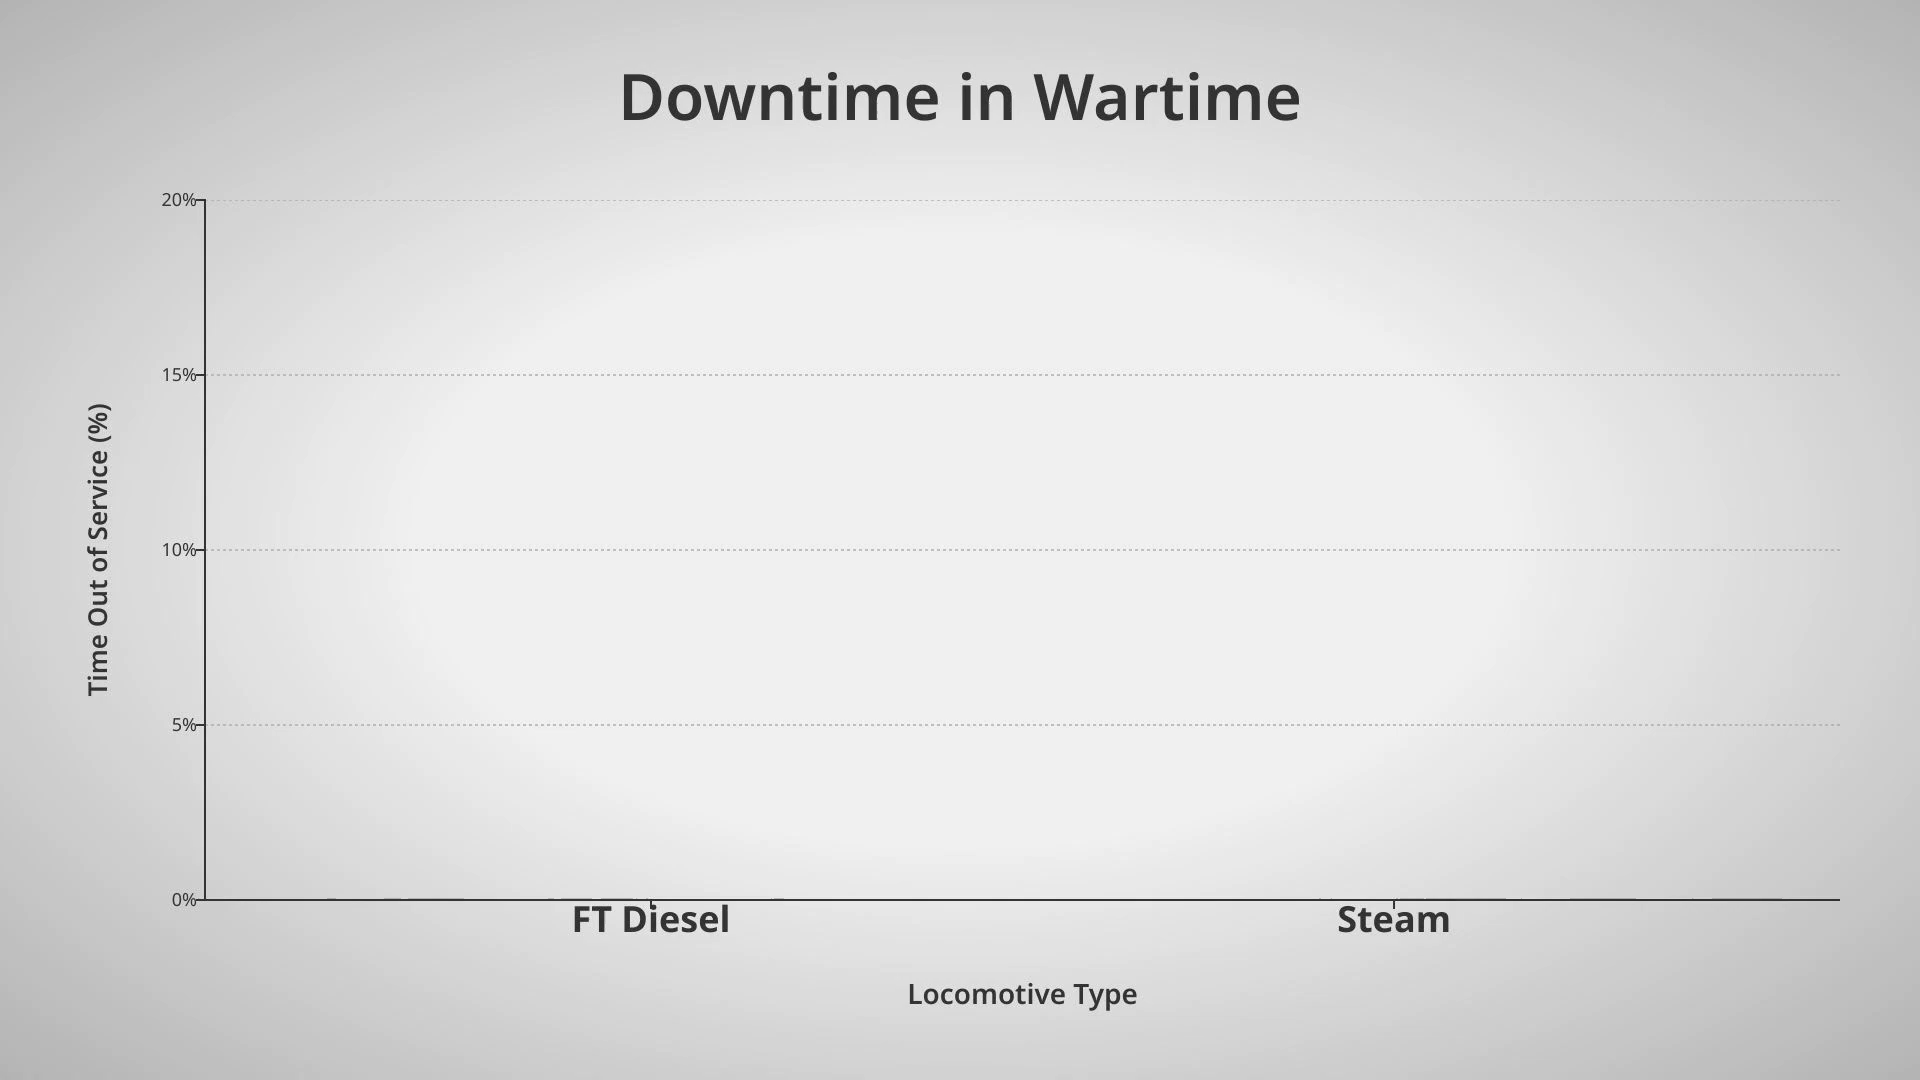 Downtime in Wartime
20%
15%
10%
5%
0%
Time Out of Service (%)
FT Diesel
Steam
Locomotive Type